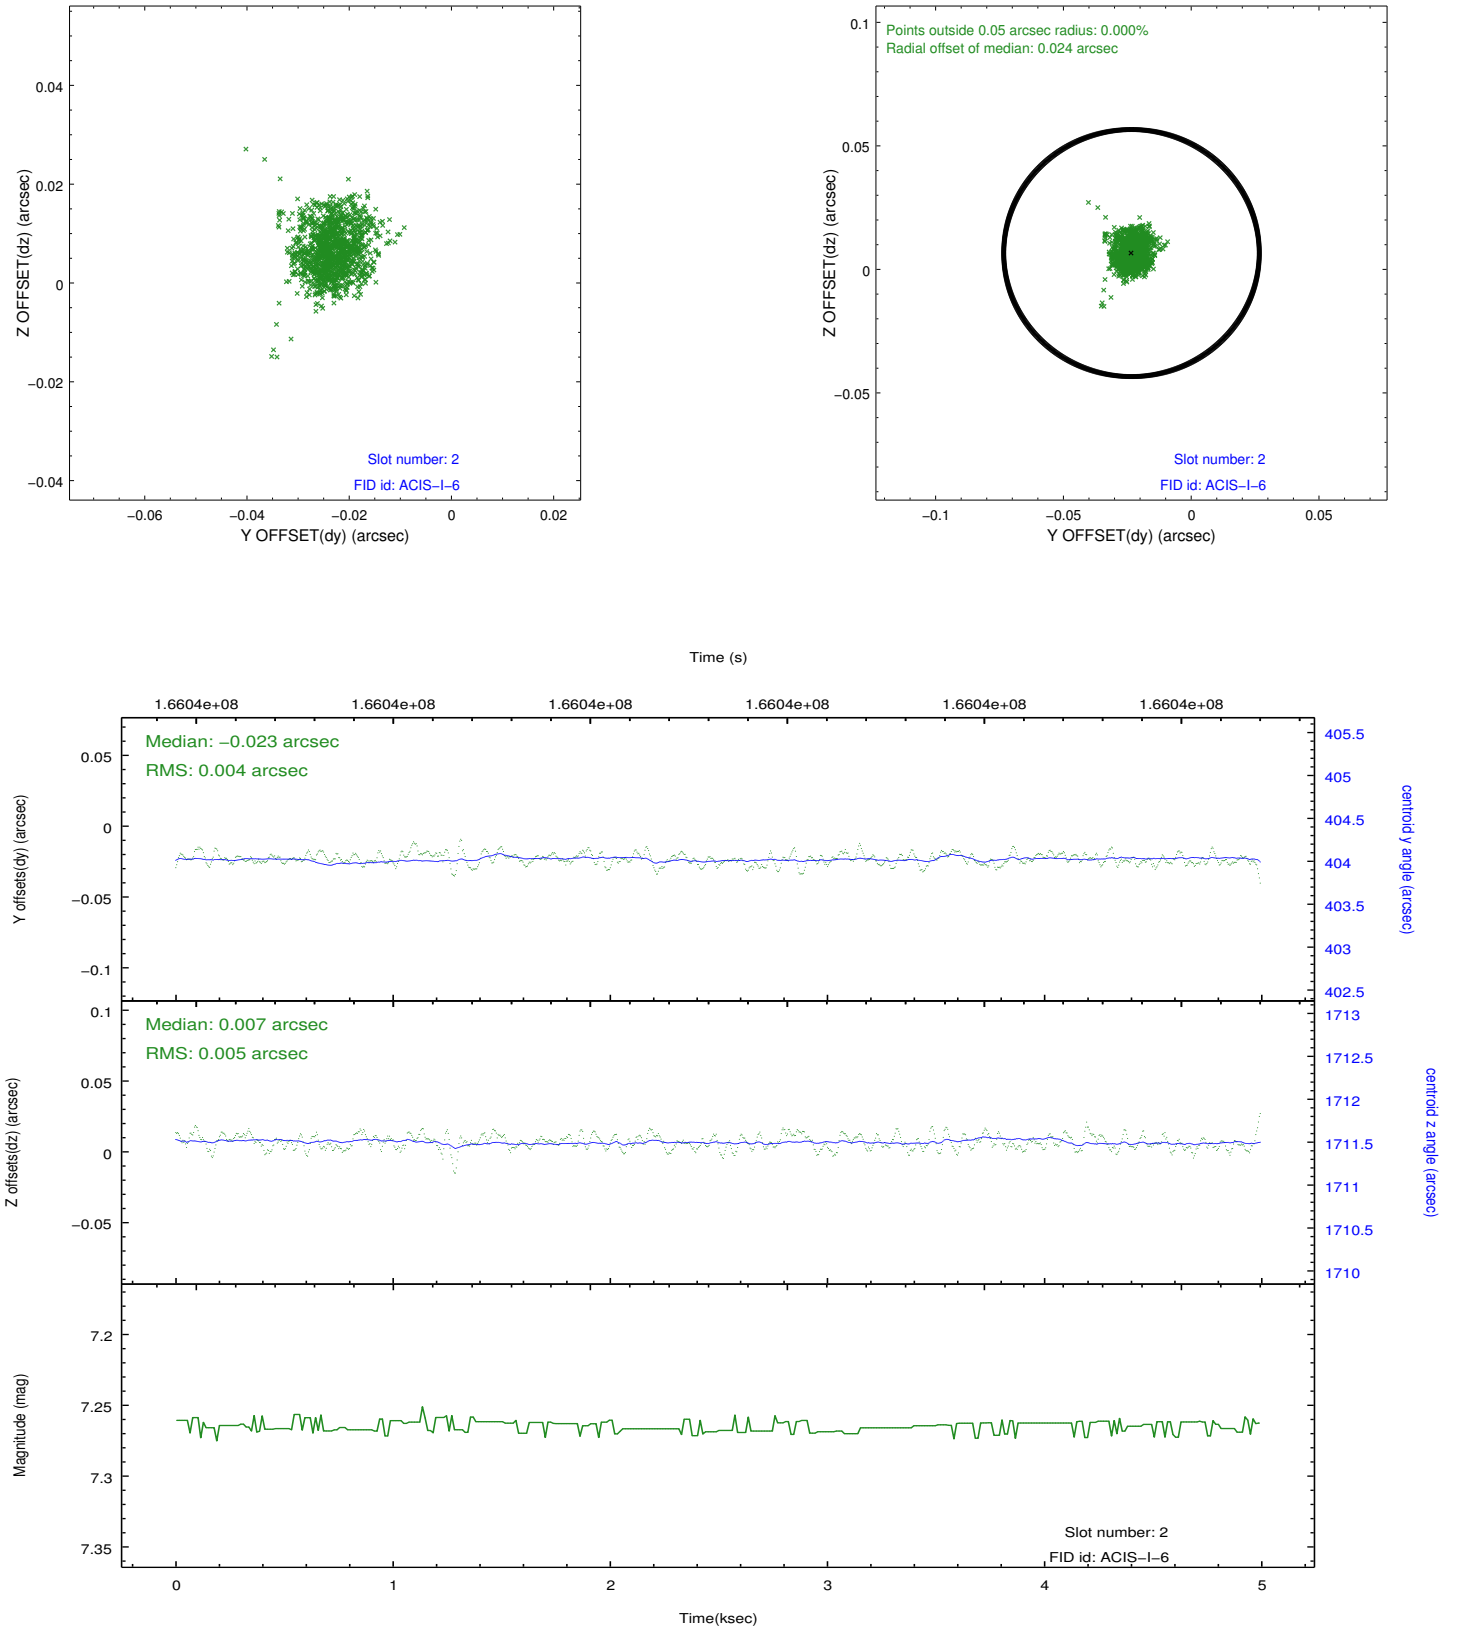 0.04
0.02
0
−0.02
−0.04
Z OFFSET(dz) (arcsec)
−0.06
−0.04
−0.02
0
0.02
Y OFFSET(dy) (arcsec)
Slot number: 2
FID id: ACIS−I−6
Points outside 0.05 arcsec radius: 0.000%
Radial offset of median: 0.024 arcsec
0.1
0.05
0
−0.05
Z OFFSET(dz) (arcsec)
−0.1
−0.05
0
0.05
Y OFFSET(dy) (arcsec)
Slot number: 2
FID id: ACIS−I−6
Time (s)
1.6604e+08
1.6604e+08
1.6604e+08
1.6604e+08
1.6604e+08
1.6604e+08
Median: −0.023 arcsec
RMS: 0.004 arcsec
0.05
0
−0.05
−0.1
Y offsets(dy) (arcsec)
405.5
405
404.5
404
403.5
403
402.5
centroid y angle (arcsec)
Median: 0.007 arcsec
RMS: 0.005 arcsec
0.1
0.05
0
−0.05
Z offsets(dz) (arcsec)
1713
1712.5
1712
1711.5
1711
1710.5
1710
centroid z angle (arcsec)
7.2
7.25
7.3
7.35
Magnitude (mag)
Slot number: 2
FID id: ACIS−I−6
0
1
2
3
4
5
Time(ksec)